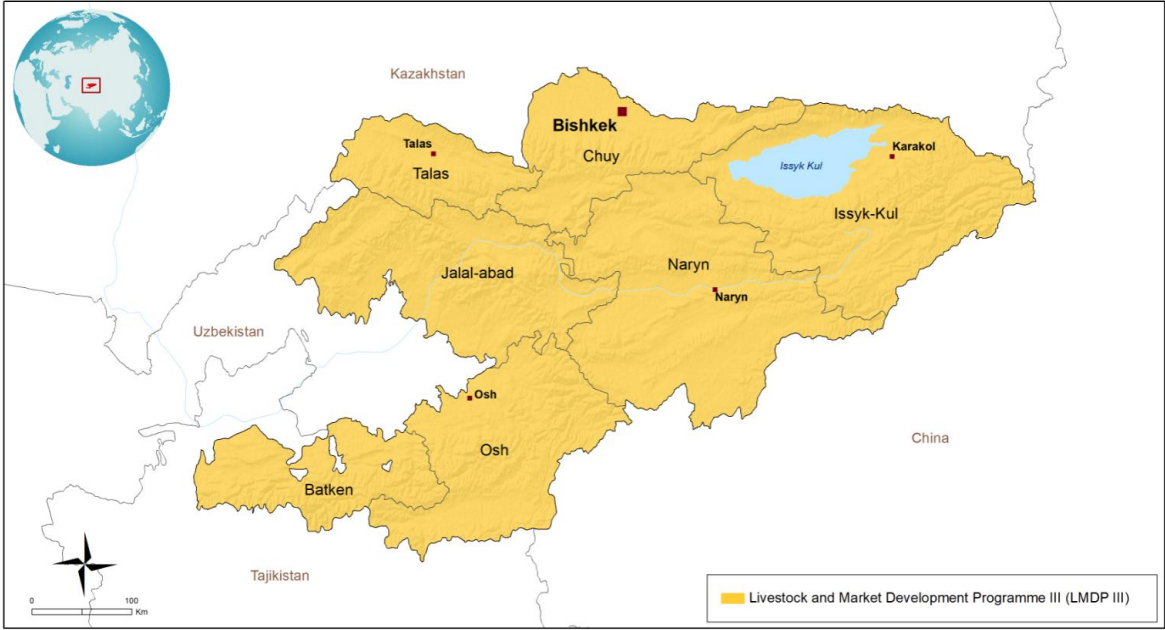 Kazakhstan
Bishkek
Chuy
Talas
Talas
Issyk Kul
Karakol
Issyk-Kul
Jalal-abad
Naryn
Naryn
Uzbekistan
Osh
Osh
China
Batken
Tajikistan
0 100
Km
Livestock and Market Development Programme III (LMDP III)